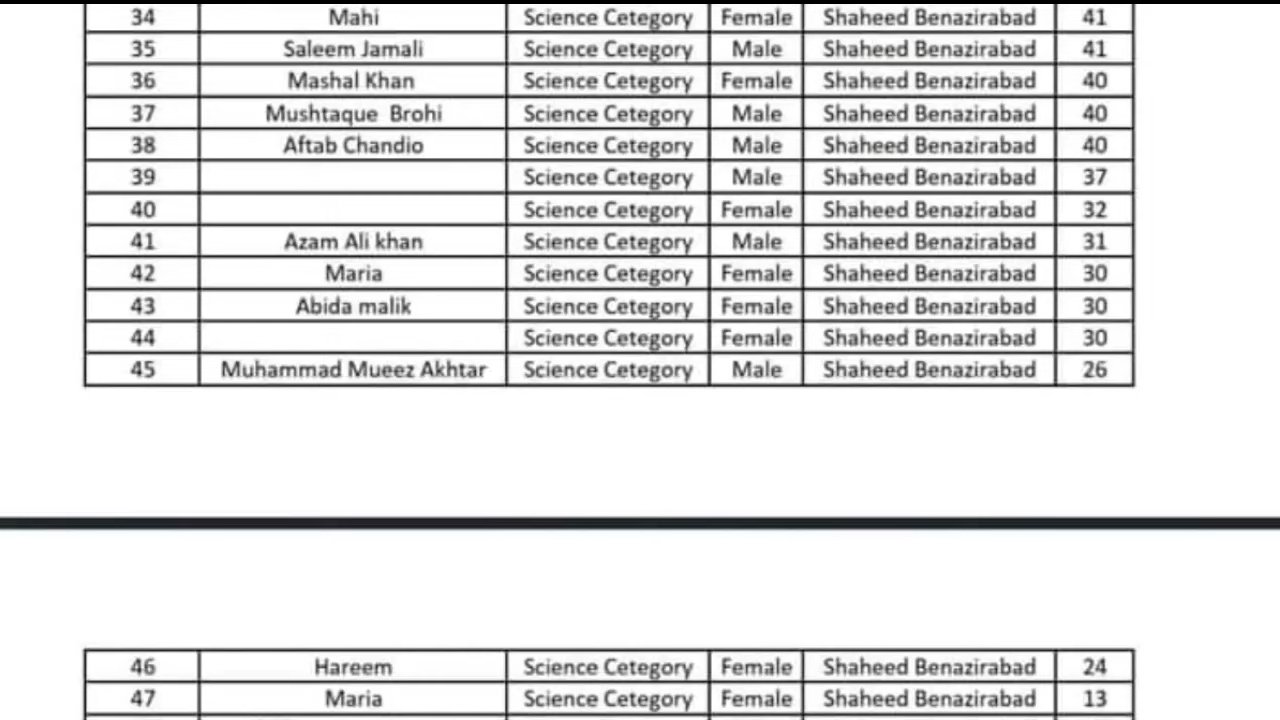 34 Mahi Science Cetegory Female Shaheed Benazirabad 41
35 Saleem Jamali Science Cetegory Male Shaheed Benazirabad 41
36 Mashal Khan Science Cetegory Female Shaheed Benazirabad 40
37 Mushtaque Brohi Science Cetegory Male Shaheed Benazirabad 40
38 Aftab Chandio Science Cetegory Male Shaheed Benazirabad 40
39 Science Cetegory Male Shaheed Benazirabad 37
40 Science Cetegory Female Shaheed Benazirabad 32
41 Azam Ali khan Science Cetegory Male Shaheed Benazirabad 31
42 Maria Science Cetegory Female Shaheed Benazirabad 30
43 Abida malik Science Cetegory Female Shaheed Benazirabad 30
44 Science Cetegory Female Shaheed Benazirabad 30
45 Muhammad Mueez Akhtar Science Cetegory Male Shaheed Benazirabad 26
46 Hareem Science Cetegory Female Shaheed Benazirabad 24
47 Maria Science Cetegory Female Shaheed Benazirabad 13